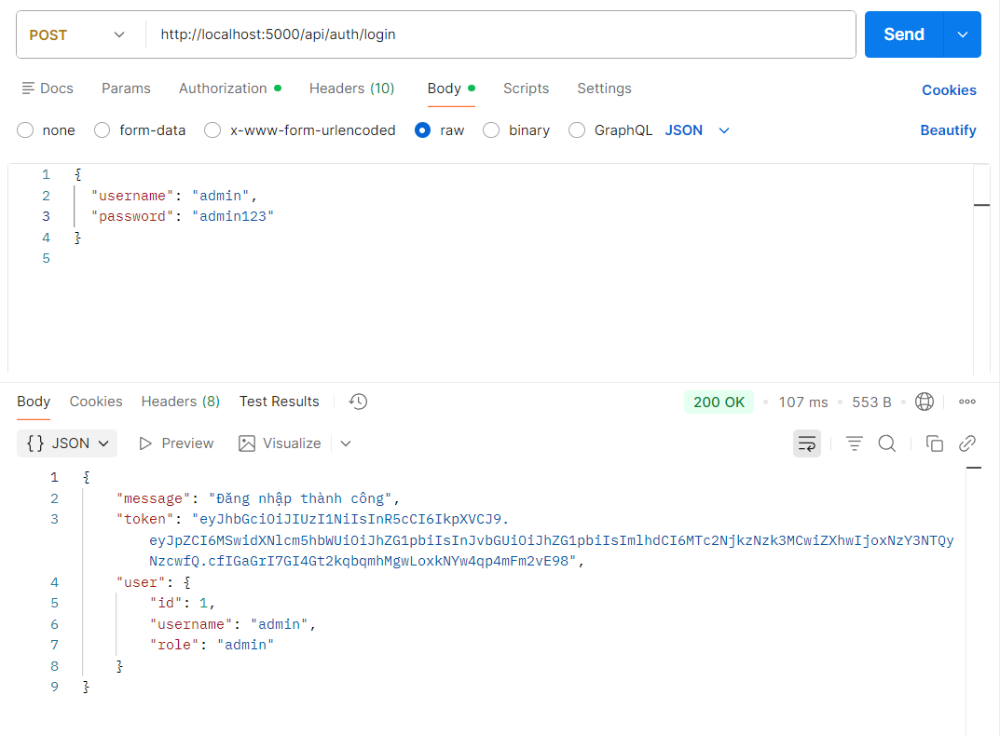 POST http://localhost:5000/api/auth/login Send
Docs Params Authorization Headers (10) Body Scripts Settings Cookies
none form-data x-www-form-urlencoded raw binary GraphQL JSON Beautify
1 {
2 "username": "admin",
3 "password": "admin123"
4 }
5
Body Cookies Headers (8) Test Results 200 OK 107 ms 553 B
{} JSON Preview Visualize
1 {
2 "message": "Đăng nhập thành công",
3 "token": "eyJhbGciOiJIUzI1NiIsInR5cCI6IkpXVCJ9.
eyJpZCI6MSwidXNlcm5hbWUiOiJhZG1pbiIsInJvbGUiOiJhZG1pbiIsImlhdCI6MTc2NjkzNzk3MCwiZXhwIjoxNzY3NTQy
NzcwfQ.cfIGaGrI7GI4Gt2kqbqmhMgwLoxkNYw4qp4mFm2vE98",
4 "user": {
5 "id": 1,
6 "username": "admin",
7 "role": "admin"
8 }
9 }